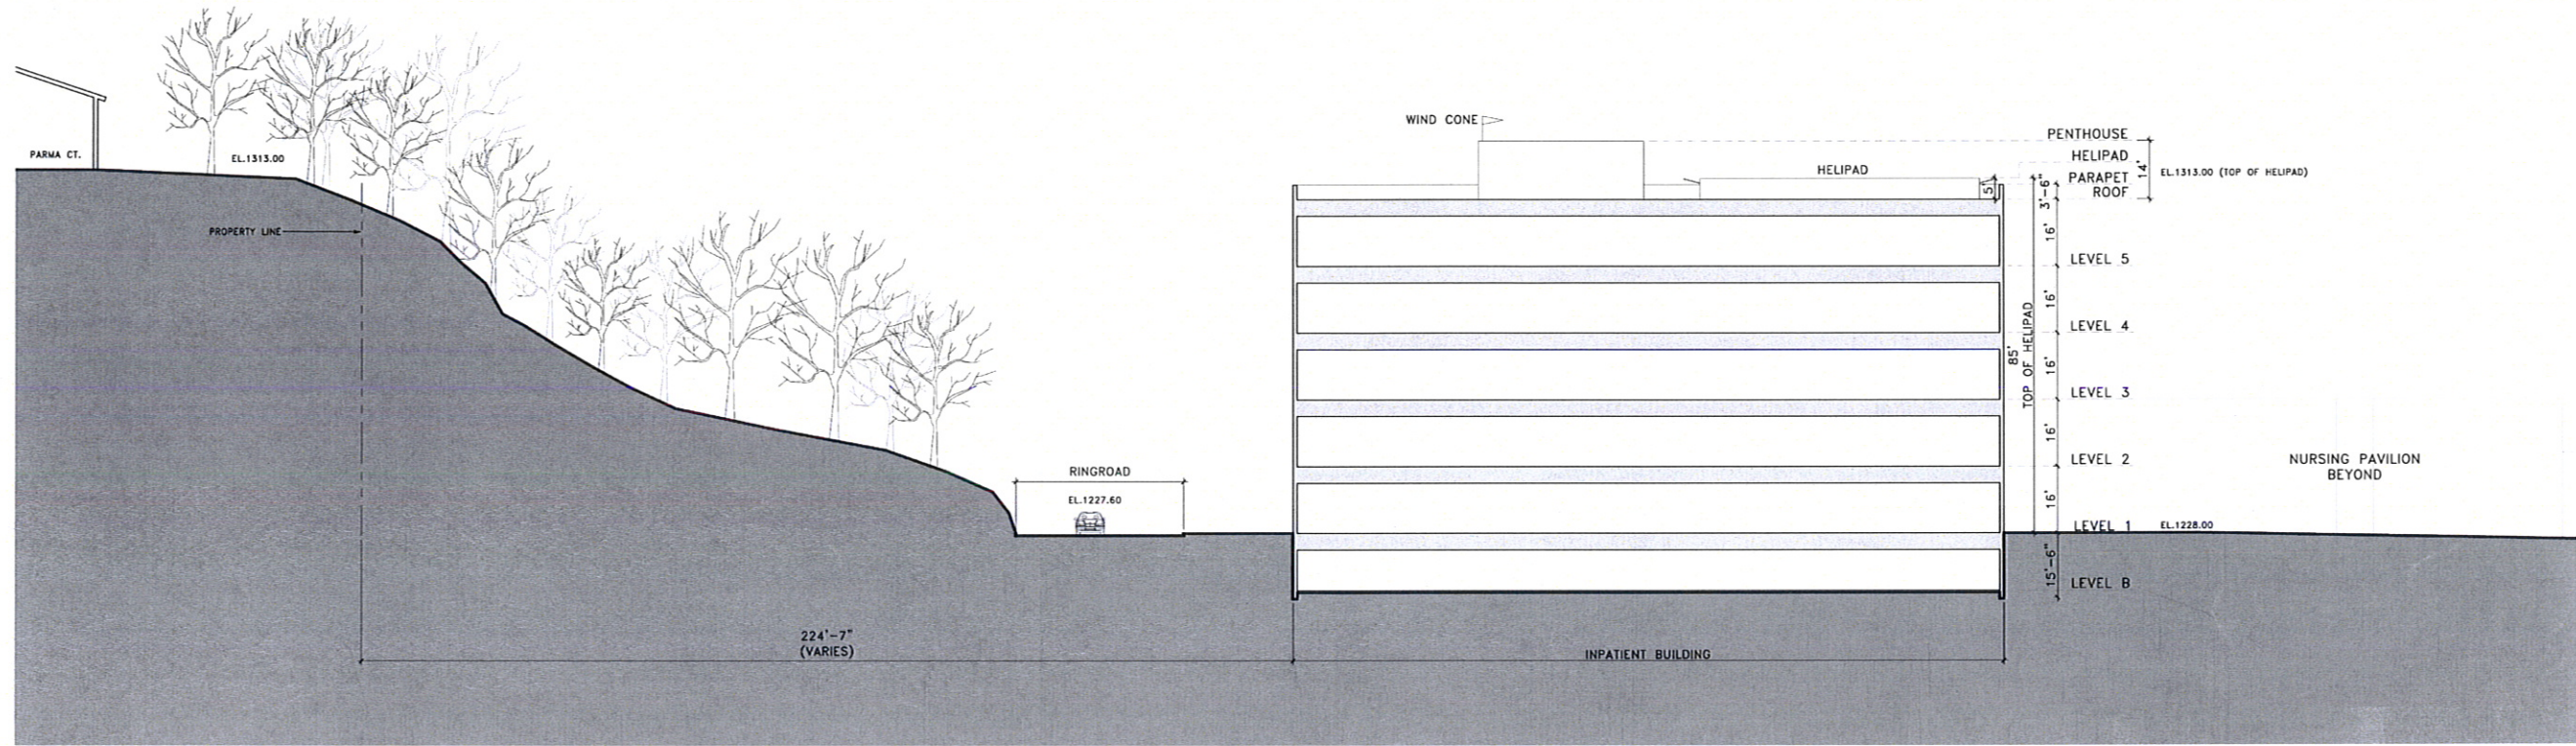 WIND CONE
PENTHOUSE
HELIPAD
PARMA CT.
EL.1313.00
HELIPAD
14'
EL.1313.00 (TOP OF HELIPAD)
PARAPET
ROOF
5'
3'-6"
PROPERTY LINE
16'
LEVEL 5
16'
LEVEL 4
85'
TOP OF HELIPAD
16'
LEVEL 3
16'
LEVEL 2
RINGROAD
NURSING PAVILION
BEYOND
EL.1227.60
16'
LEVEL 1
EL.1228.00
15'-6"
LEVEL B
224'-7"
(VARIES)
INPATIENT BUILDING